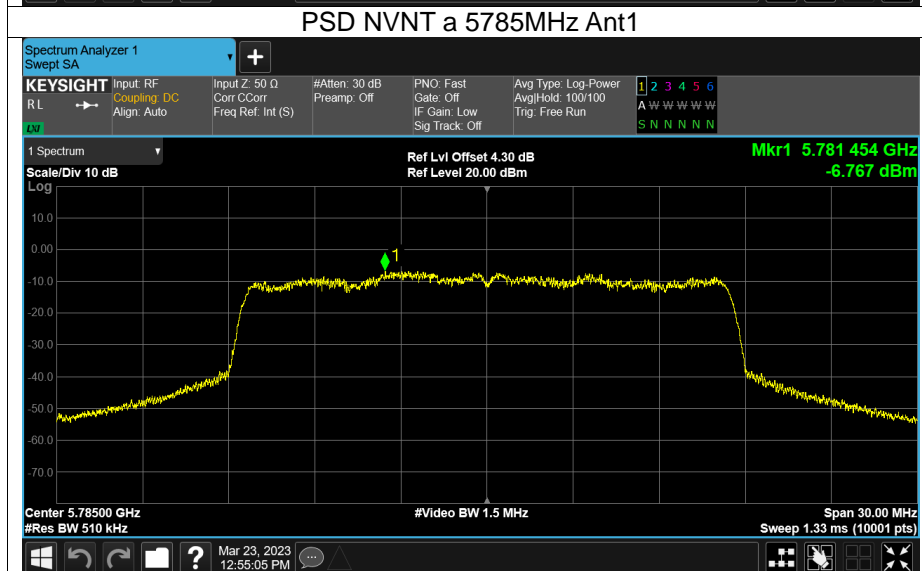 PSD NVNT a 5785MHz Ant1
Spectrum Analyzer 1
Swept SA
+
KEYSIGHT
RL
LXI
Input: RF
Coupling: DC
Align: Auto
Input Z: 50 Ω
Corr CCorr
Freq Ref: Int (S)
#Atten: 30 dB
Preamp: Off
PNO: Fast
Gate: Off
IF Gain: Low
Sig Track: Off
Avg Type: Log-Power
Avg|Hold: 100/100
Trig: Free Run
1 2 3 4 5 6
A W W W W W
S N N N N N
1 Spectrum
Scale/Div 10 dB
Log
Ref Lvl Offset 4.30 dB
Ref Level 20.00 dBm
Mkr1 5.781 454 GHz
-6.767 dBm
10.0
0.00
1
-10.0
-20.0
-30.0
-40.0
-50.0
-60.0
-70.0
Center 5.78500 GHz
#Res BW 510 kHz
#Video BW 1.5 MHz
Span 30.00 MHz
Sweep 1.33 ms (10001 pts)
?
Mar 23, 2023
12:55:05 PM